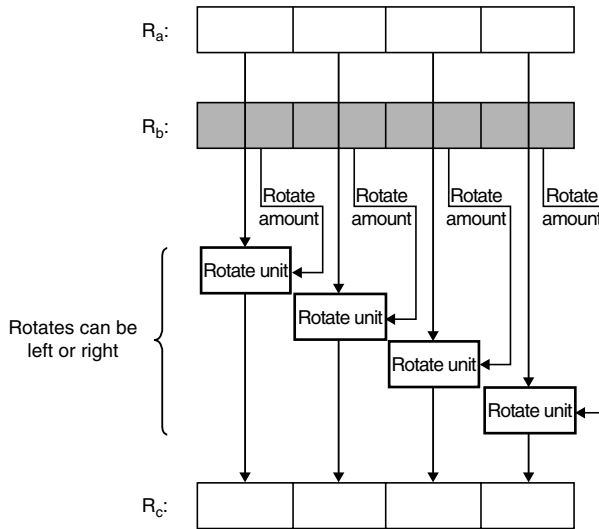 Ra:
Rb:
Rotate
amount
Rotate
amount
Rotate
amount
Rotate
amount
Rotate unit
Rotate unit
Rotate unit
Rotate unit
Rotates can be
left or right
Rc: